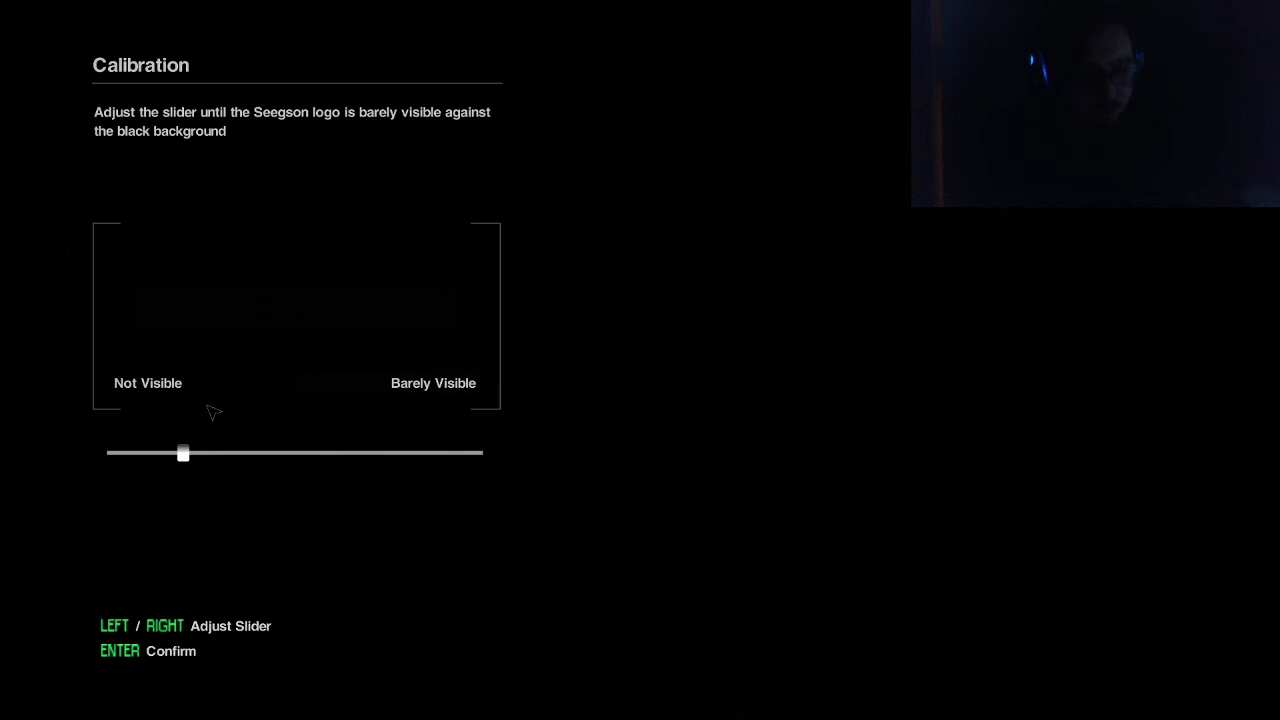 Calibration
Adjust the slider until the Seegson logo is barely visible against
the black background
Not Visible
Barely Visible
LEFT / RIGHT Adjust Slider
ENTER Confirm